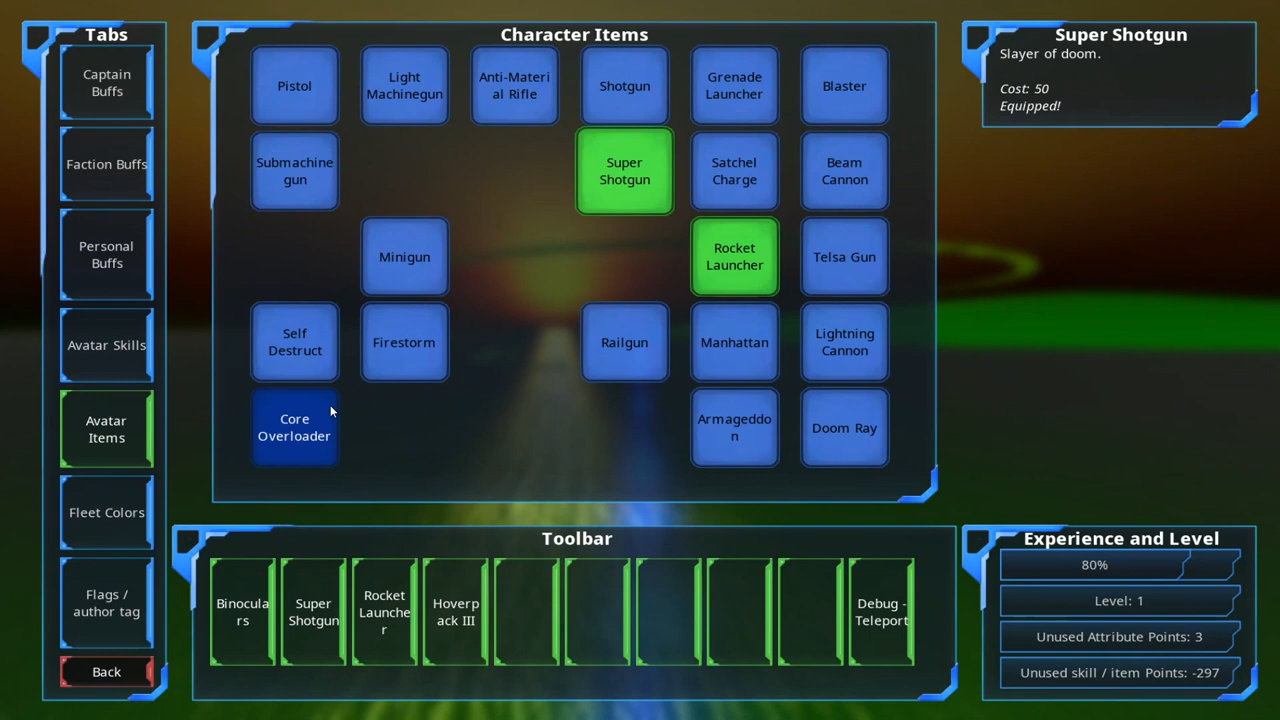 Tabs
Captain
Buffs
Faction Buffs
Personal
Buffs
Avatar Skills
Avatar
Items
Fleet Colors
Flags /
author tag
Back
Character Items
Pistol
Light
Machinegun
Anti-Materi
al Rifle
Shotgun
Grenade
Launcher
Blaster
Submachine
gun
Super
Shotgun
Satchel
Charge
Beam
Cannon
Minigun
Rocket
Launcher
Telsa Gun
Self
Destruct
Firestorm
Railgun
Manhattan
Lightning
Cannon
Core
Overloader
Armageddo
n
Doom Ray
Toolbar
Binocula
rs
Super
Shotgun
Rocket
Launche
r
Hoverp
ack III
Debug -
Teleport
Super Shotgun
Slayer of doom.
Cost: 50
Equipped!
Experience and Level
80%
Level: 1
Unused Attribute Points: 3
Unused skill / item Points: -297